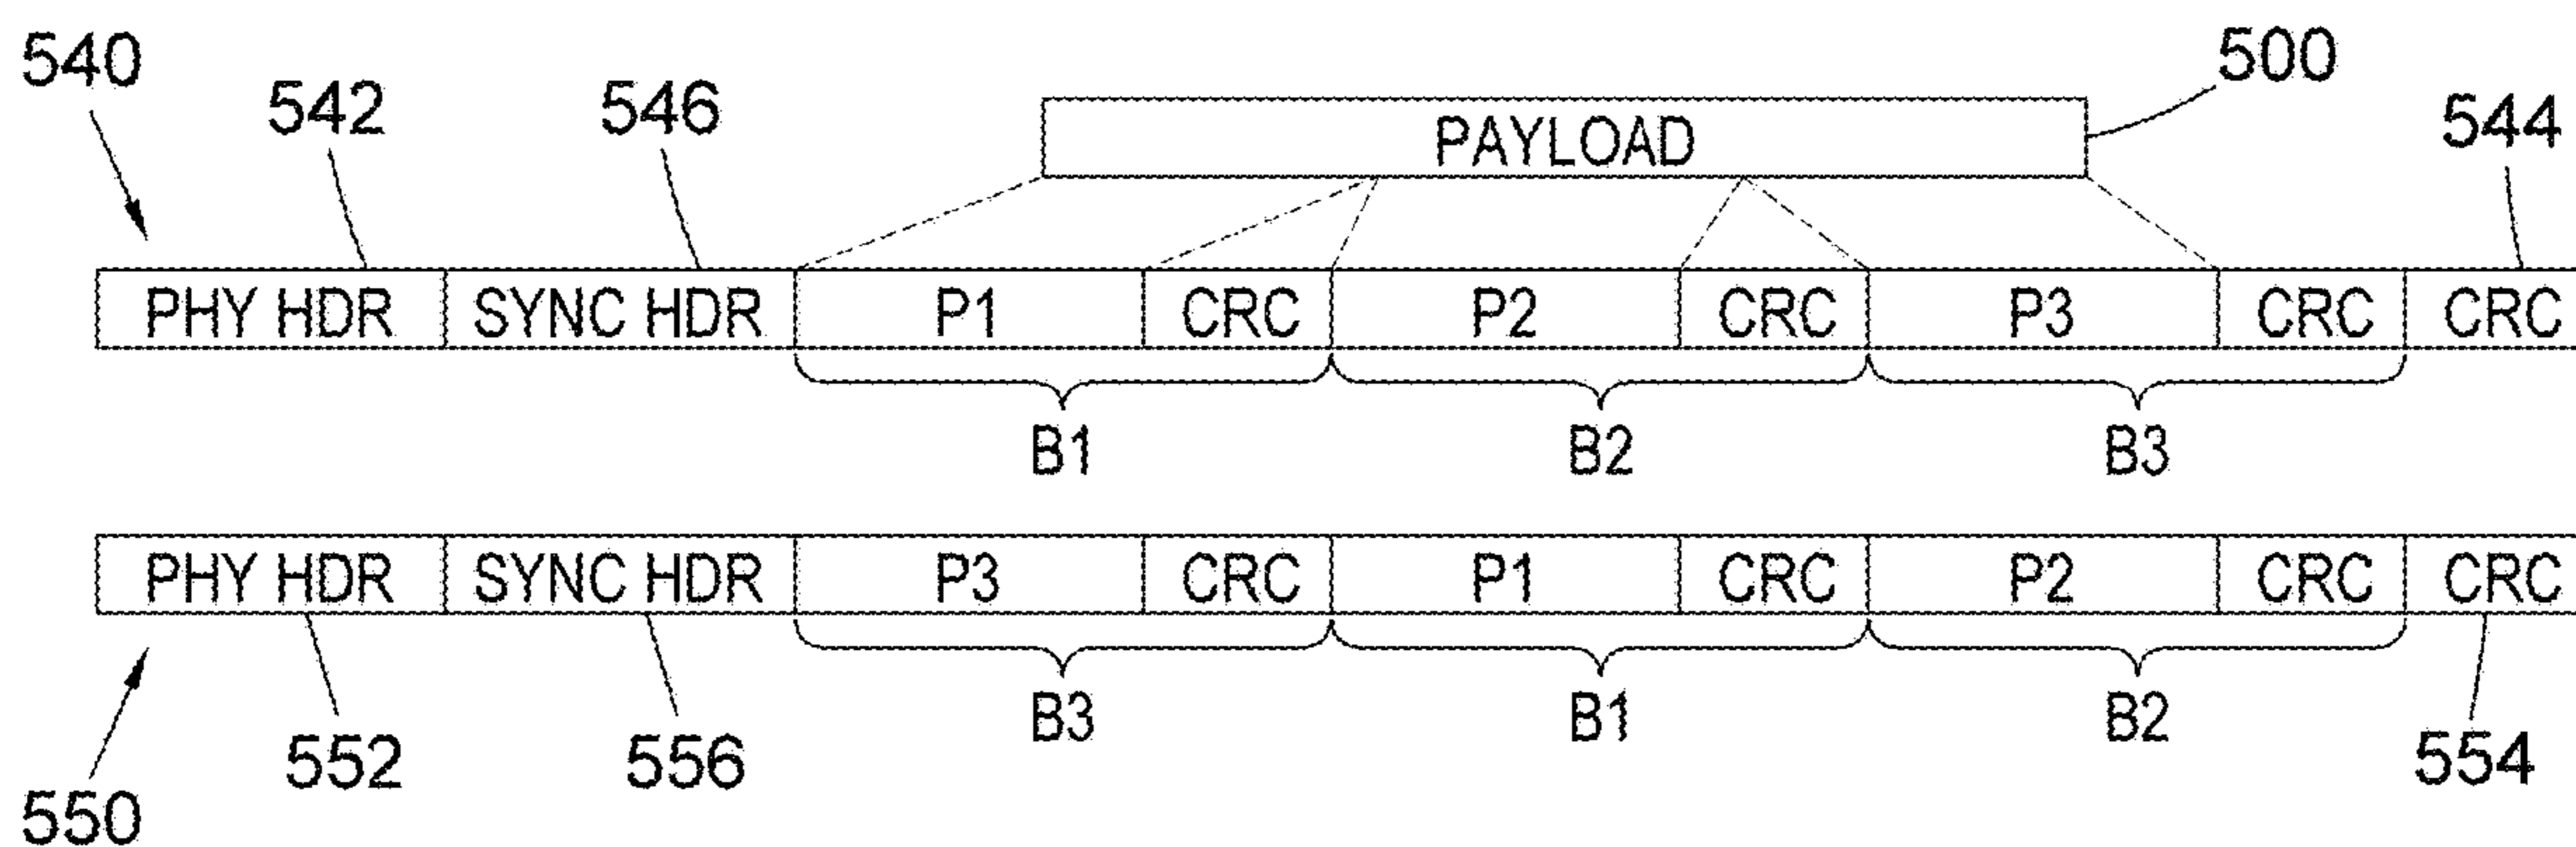 540
542
546
500
PAYLOAD
544
PHY HDR SYNC HDR P1 CRC P2 CRC P3 CRC CRC
B1 B2 B3
PHY HDR SYNC HDR P3 CRC P1 CRC P2 CRC CRC
B3 B1 B2
552
556
554
550